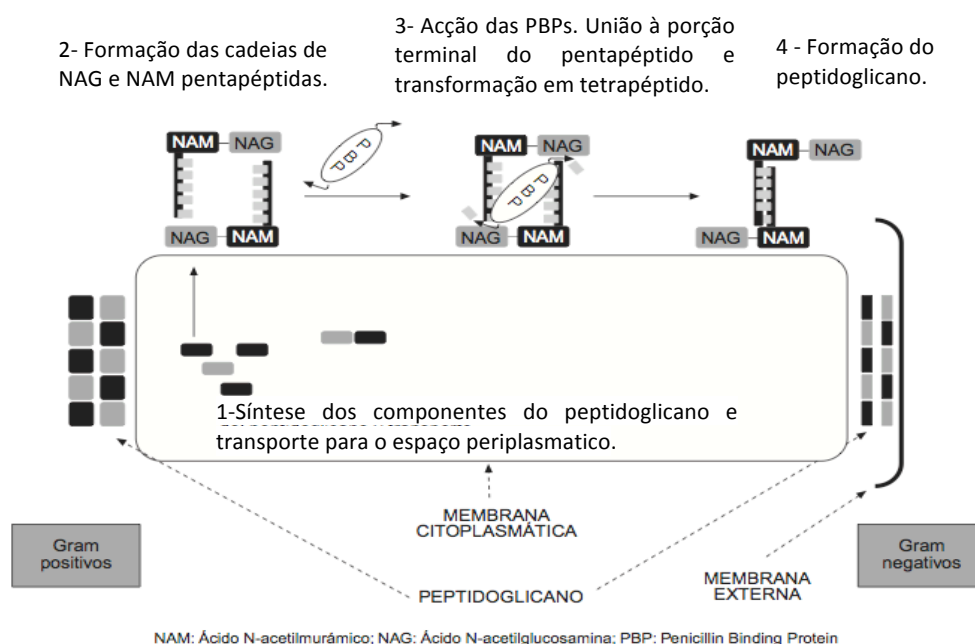 2- Formação das cadeias de
NAG e NAM pentapéptidas.
3- Acção das PBPs. União à porção
terminal do pentapéptido e
transformação em tetrapéptido.
4 - Formação do
peptidoglicano.
NAM NAG
PBP
NAG NAM
NAM NAG
PBP
NAG NAM
NAM NAG
NAG NAM
1-Síntese dos componentes do peptidoglicano e
transporte para o espaço periplasmatico.
MEMBRANA
CITOPLASMÁTICA
Gram
positivos
Gram
negativos
PEPTIDOGLICANO
MEMBRANA
EXTERNA
NAM: Ácido N-acetilmurámico; NAG: Ácido N-acetilglucosamina; PBP: Penicillin Binding Protein